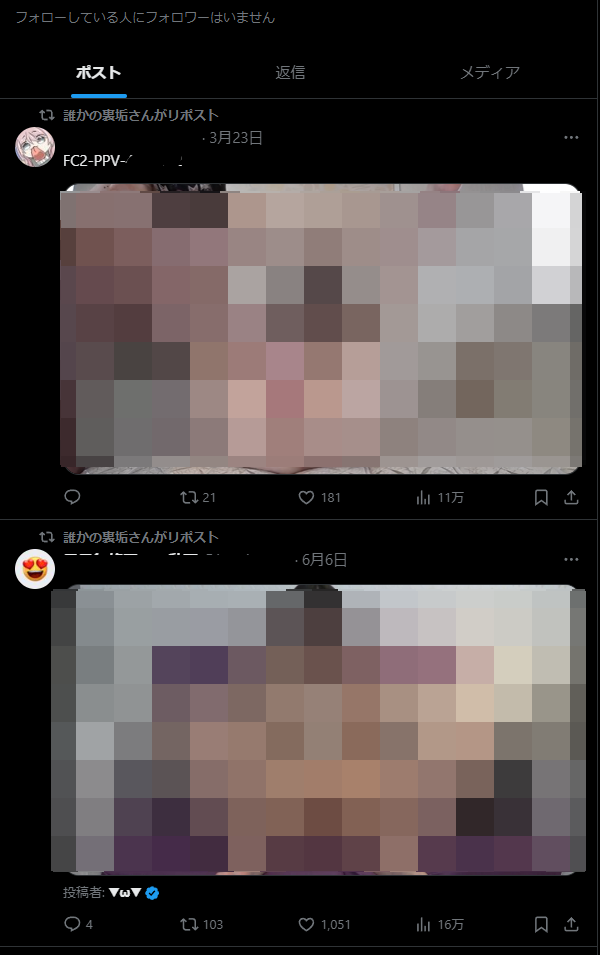 フォローしている人にフォロワーはいません
ポスト 返信 メディア
誰かの裏垢さんがリポスト
· 3月23日
FC2-PPV-
21 181 11万
誰かの裏垢さんがリポスト
· 6月6日
投稿者: ▼ω▼
4 103 1,051 16万